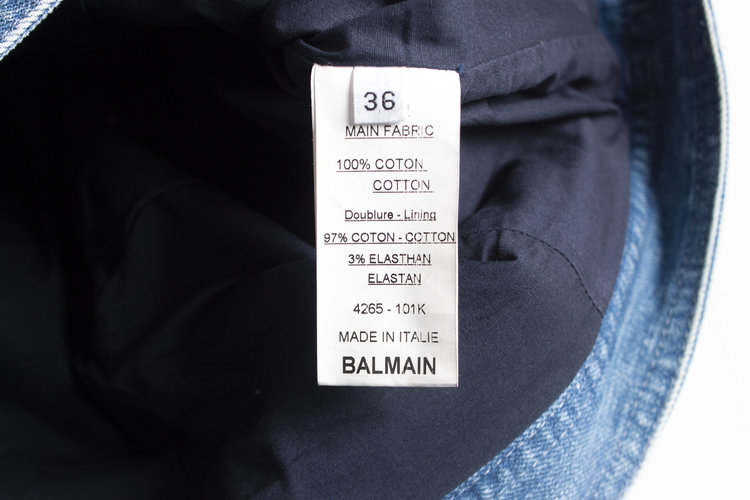 36
MAIN FABRIC
100% COTON
COTTON
Doublure - Lining
97% COTON - COTTON
3% ELASTHAN
ELASTAN
4265 - 101K
MADE IN ITALIE
BALMAIN